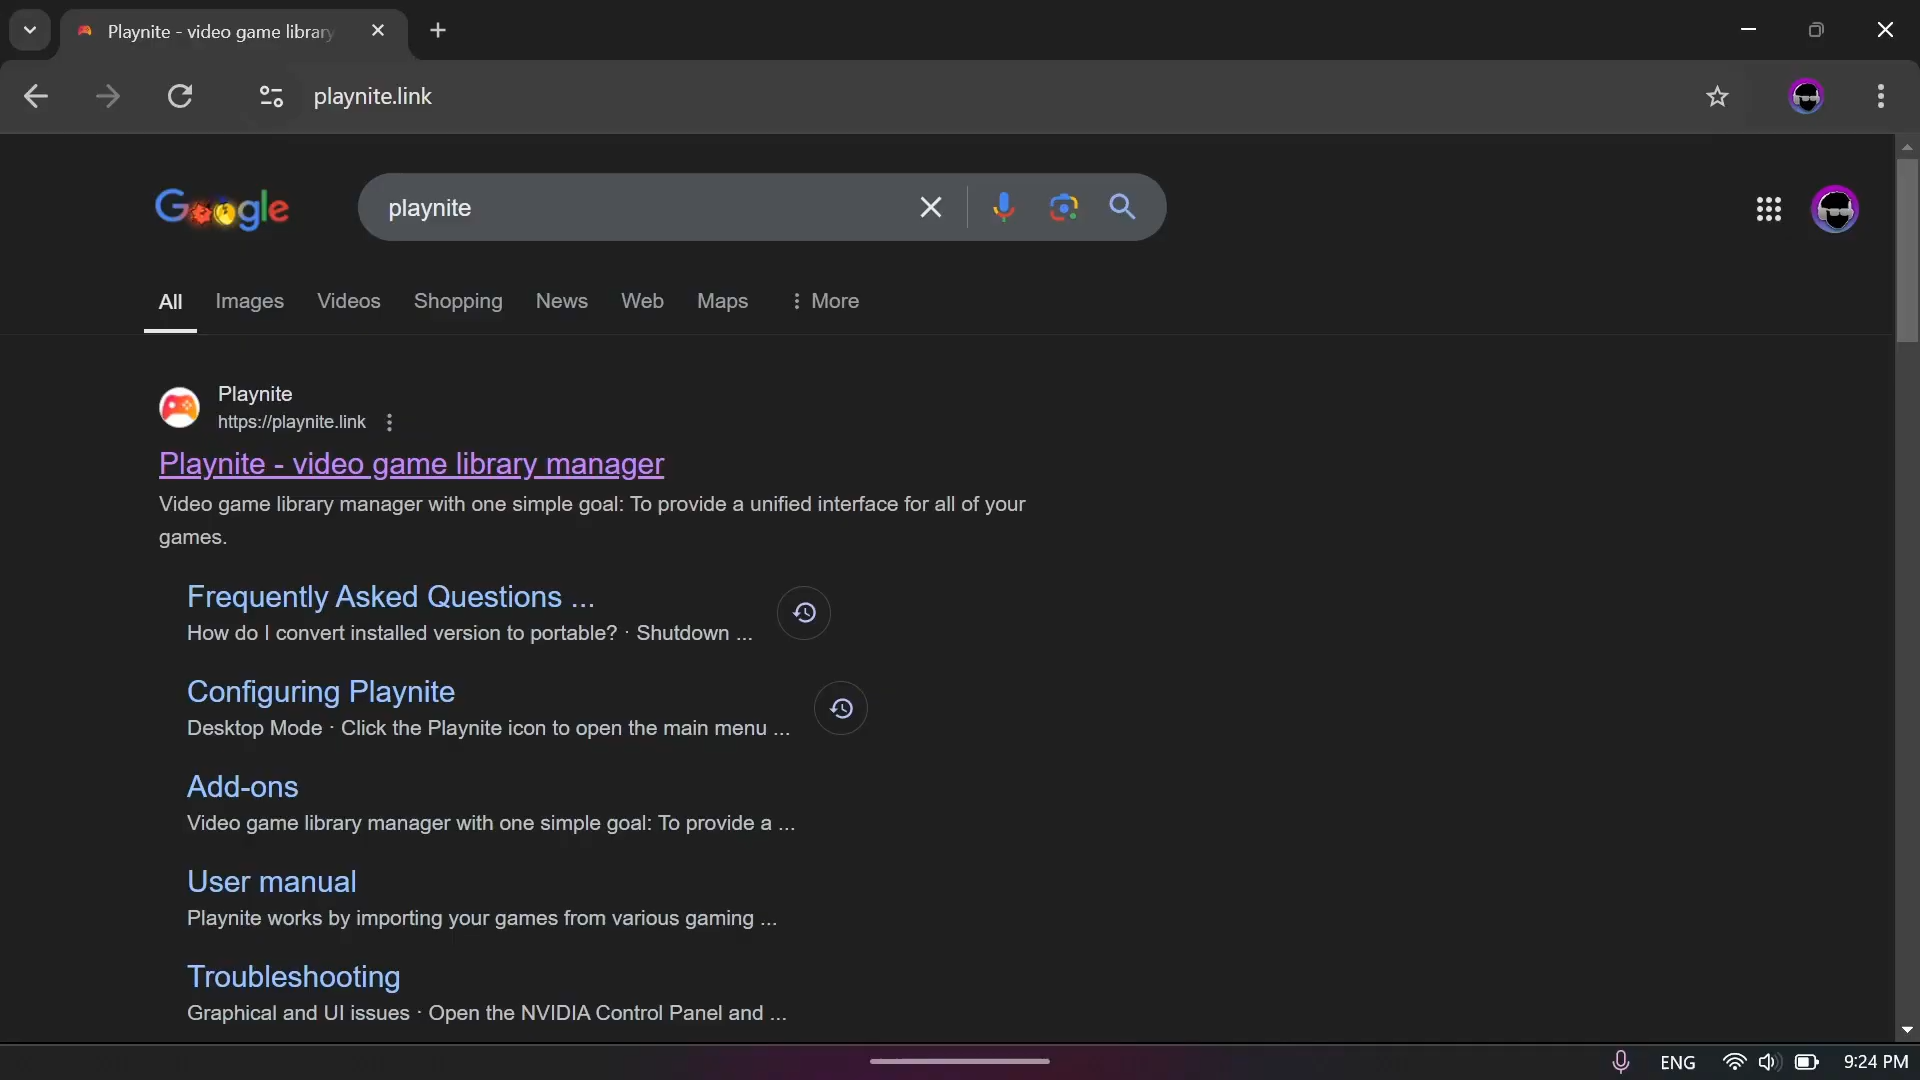 Playnite - video game library
playnite.link
Google
playnite
All Images Videos Shopping News Web Maps More
Playnite
https://playnite.link
Playnite - video game library manager
Video game library manager with one simple goal: To provide a unified interface for all of your
games.
Frequently Asked Questions ...
How do I convert installed version to portable? · Shutdown ...
Configuring Playnite
Desktop Mode · Click the Playnite icon to open the main menu ...
Add-ons
Video game library manager with one simple goal: To provide a ...
User manual
Playnite works by importing your games from various gaming ...
Troubleshooting
Graphical and UI issues · Open the NVIDIA Control Panel and ...
ENG 9:24 PM